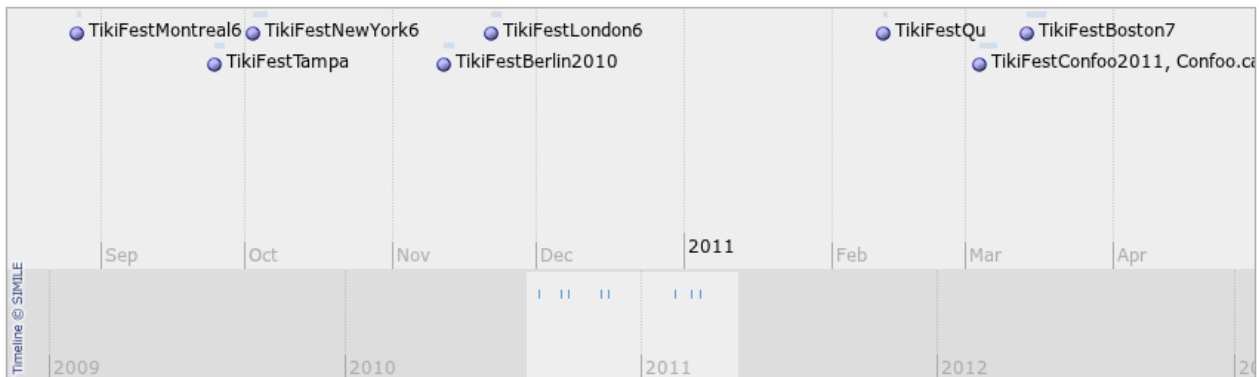 TikiFestMontreal6 TikiFestNewYork6 TikiFestLondon6 TikiFestQu TikiFestBoston7
TikiFestTampa TikiFestBerlin2010 TikiFestConfoo2011, Confoo.ca
Sep Oct Nov Dec 2011 Feb Mar Apr
Timeline © SIMILE
2009 2010 2011 2012